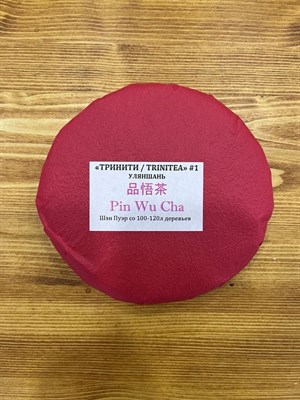 «ТРИНИТИ / TRINITEA» #1
УЛЯНШАНЬ
品悟茶
Pin Wu Cha
Шэн Пуэр со 100-120л деревьев